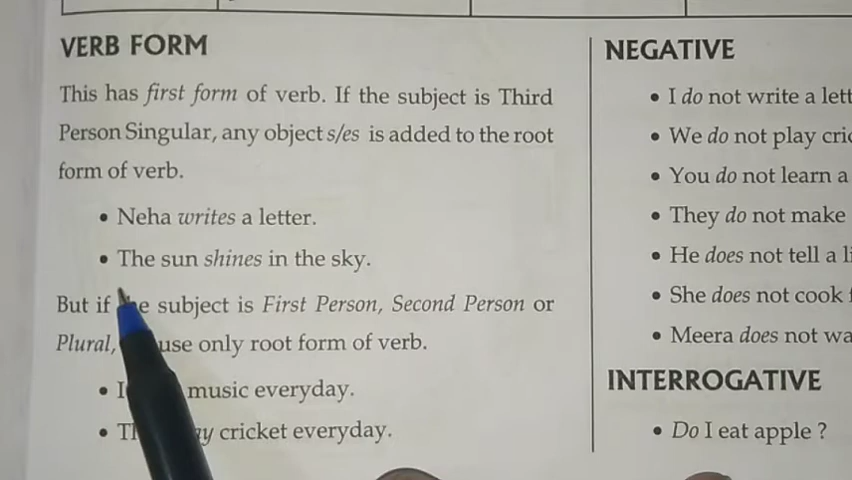 VERB FORM
This has first form of verb. If the subject is Third
Person Singular, any object s/es is added to the root
form of verb.
• Neha writes a letter.
• The sun shines in the sky.
But if the subject is First Person, Second Person or
Plural, use only root form of verb.
• I music everyday.
• cricket everyday.
NEGATIVE
• I do not write a
• We do not play
• You do not learn a
• They do not make
• He does not tell a
• She does not cook
• Meera does not
INTERROGATIVE
• Do I eat apple ?